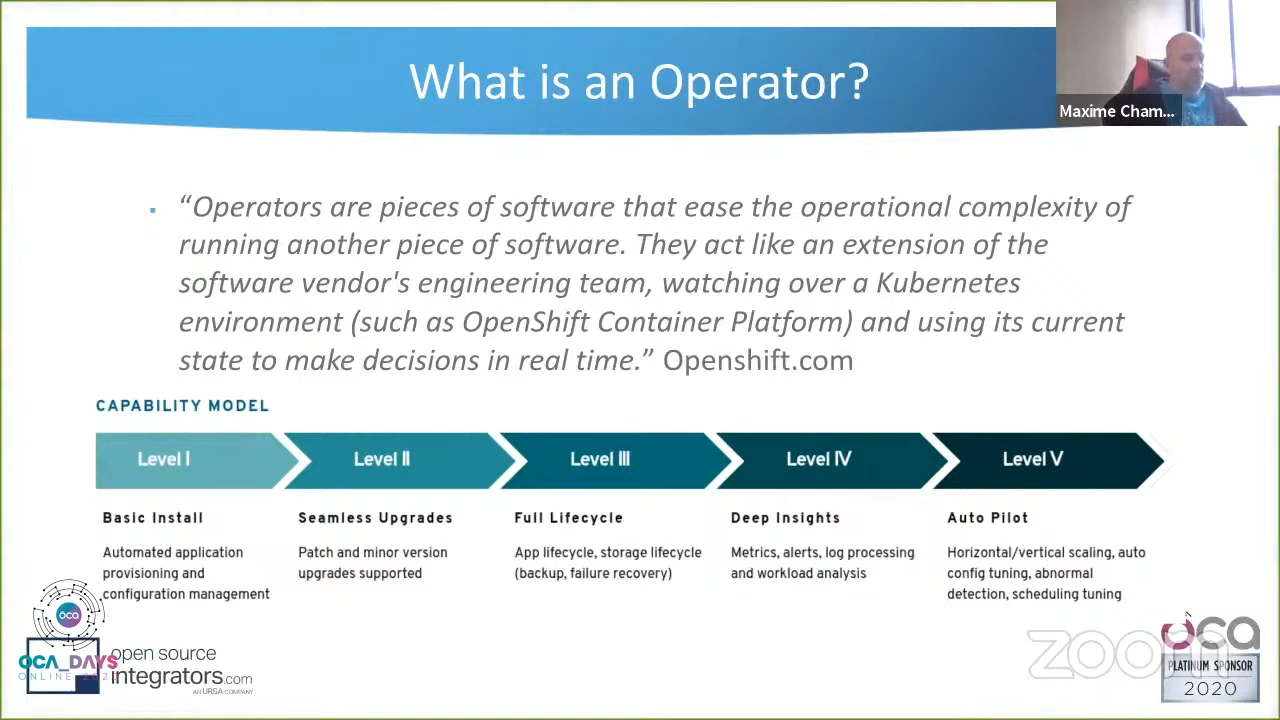 What is an Operator?
Maxime Cham...
▪ “Operators are pieces of software that ease the operational complexity of
running another piece of software. They act like an extension of the
software vendor's engineering team, watching over a Kubernetes
environment (such as OpenShift Container Platform) and using its current
state to make decisions in real time.” Openshift.com
CAPABILITY MODEL
Level I
Level II
Level III
Level IV
Level V
Basic Install
Automated application
provisioning and
configuration management
Seamless Upgrades
Patch and minor version
upgrades supported
Full Lifecycle
App lifecycle, storage lifecycle
(backup, failure recovery)
Deep Insights
Metrics, alerts, log processing
and workload analysis
Auto Pilot
Horizontal/vertical scaling, auto
config tuning, abnormal
detection, scheduling tuning
oca
OCA_DAYS
ONLINE
open source
integrators.com
AN URSA COMPANY
zoom
oca
PLATINUM SPONSOR
2020